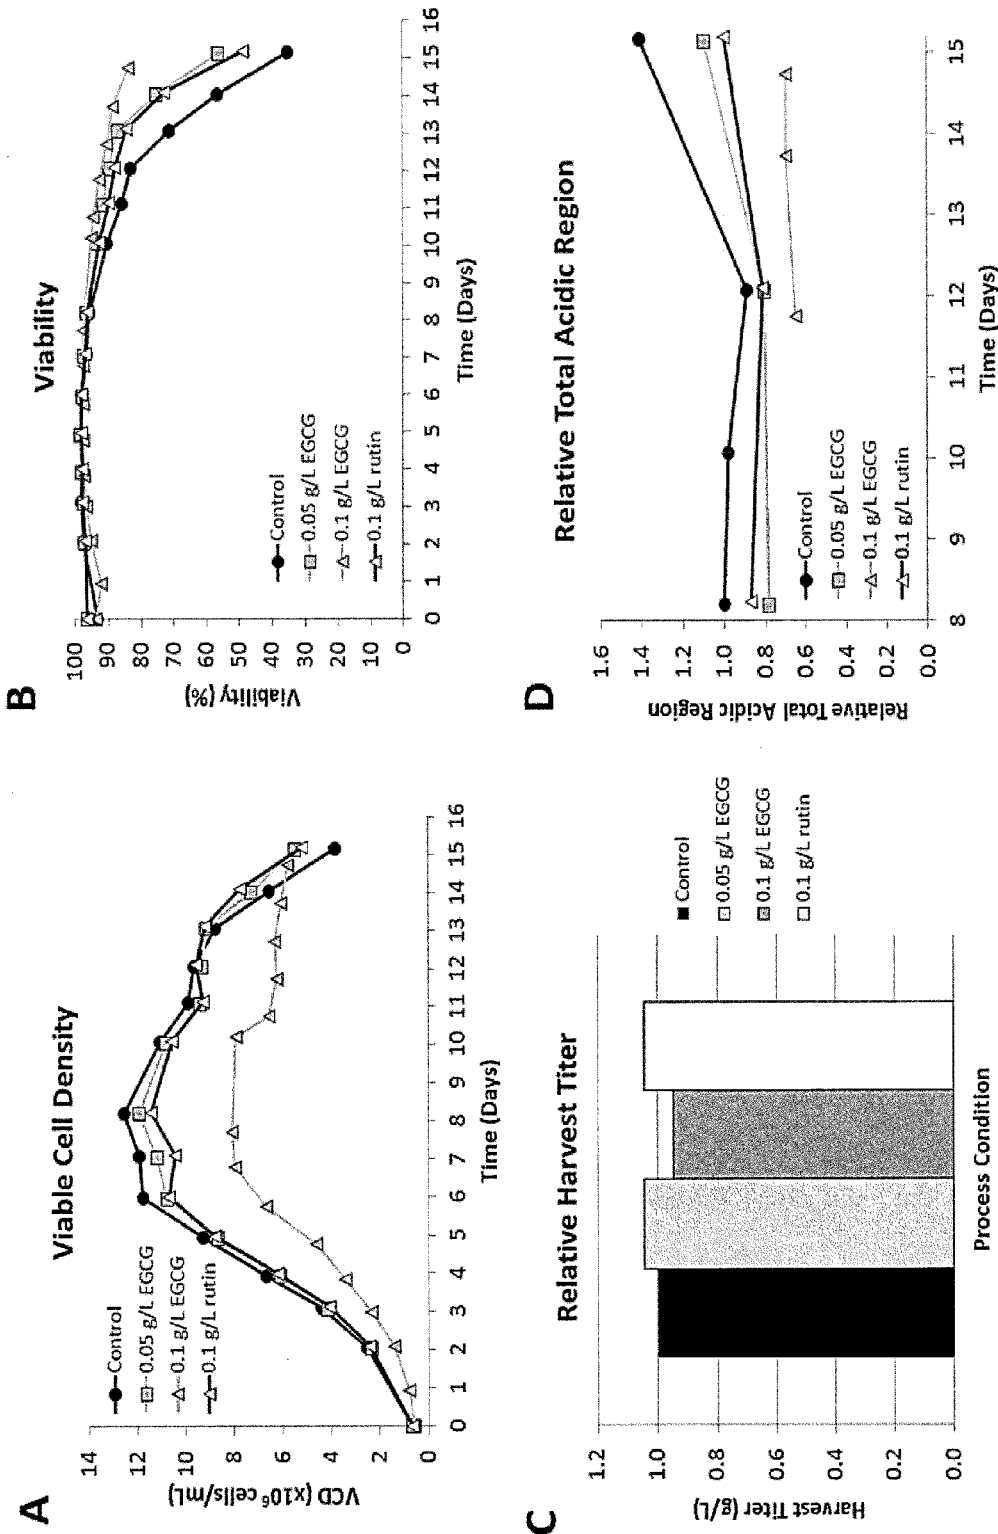 A
Viable Cell Density
14
12
10
8
6
4
2
0
VCD (x10⁶ cells/mL)
Control
0.05 g/L EGCG
0.1 g/L EGCG
0.1 g/L rutin
0 1 2 3 4 5 6 7 8 9 10 11 12 13 14 15 16
Time (Days)
B
Viability
100
90
80
70
60
50
40
30
20
10
0
Viability (%)
Control
0.05 g/L EGCG
0.1 g/L EGCG
0.1 g/L rutin
0 1 2 3 4 5 6 7 8 9 10 11 12 13 14 15 16
Time (Days)
C
Relative Harvest Titer
1.2
1.0
0.8
0.6
0.4
0.2
0.0
Harvest Titer (g/L)
Control
0.05 g/L EGCG
0.1 g/L EGCG
0.1 g/L rutin
Process Condition
D
Relative Total Acidic Region
1.6
1.4
1.2
1.0
0.8
0.6
0.4
0.2
0.0
Relative Total Acidic Region
Control
0.05 g/L EGCG
0.1 g/L EGCG
0.1 g/L rutin
8 9 10 11 12 13 14 15
Time (Days)